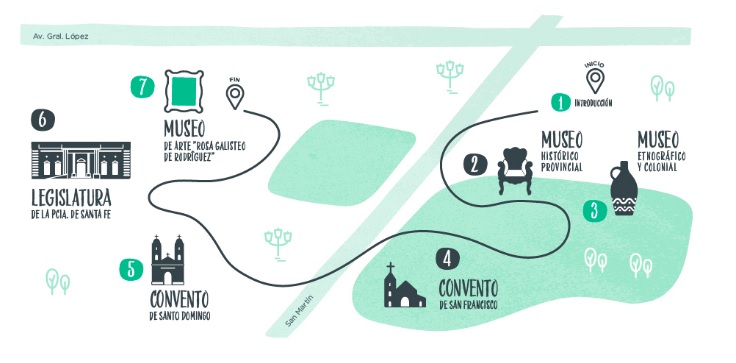 Av. Gral. López
INICIO
1
INTRODUCCIÓN
2
MUSEO
HISTÓRICO
PROVINCIAL
MUSEO
ETNOGRÁFICO
Y COLONIAL
3
4
CONVENTO
DE SAN FRANCISCO
San Martín
5
CONVENTO
DE SANTO DOMINGO
6
LEGISLATURA
DE LA PCIA. DE SANTA FE
7
FIN
MUSEO
DE ARTE "ROSA GALISTEO
DE RODRÍGUEZ"